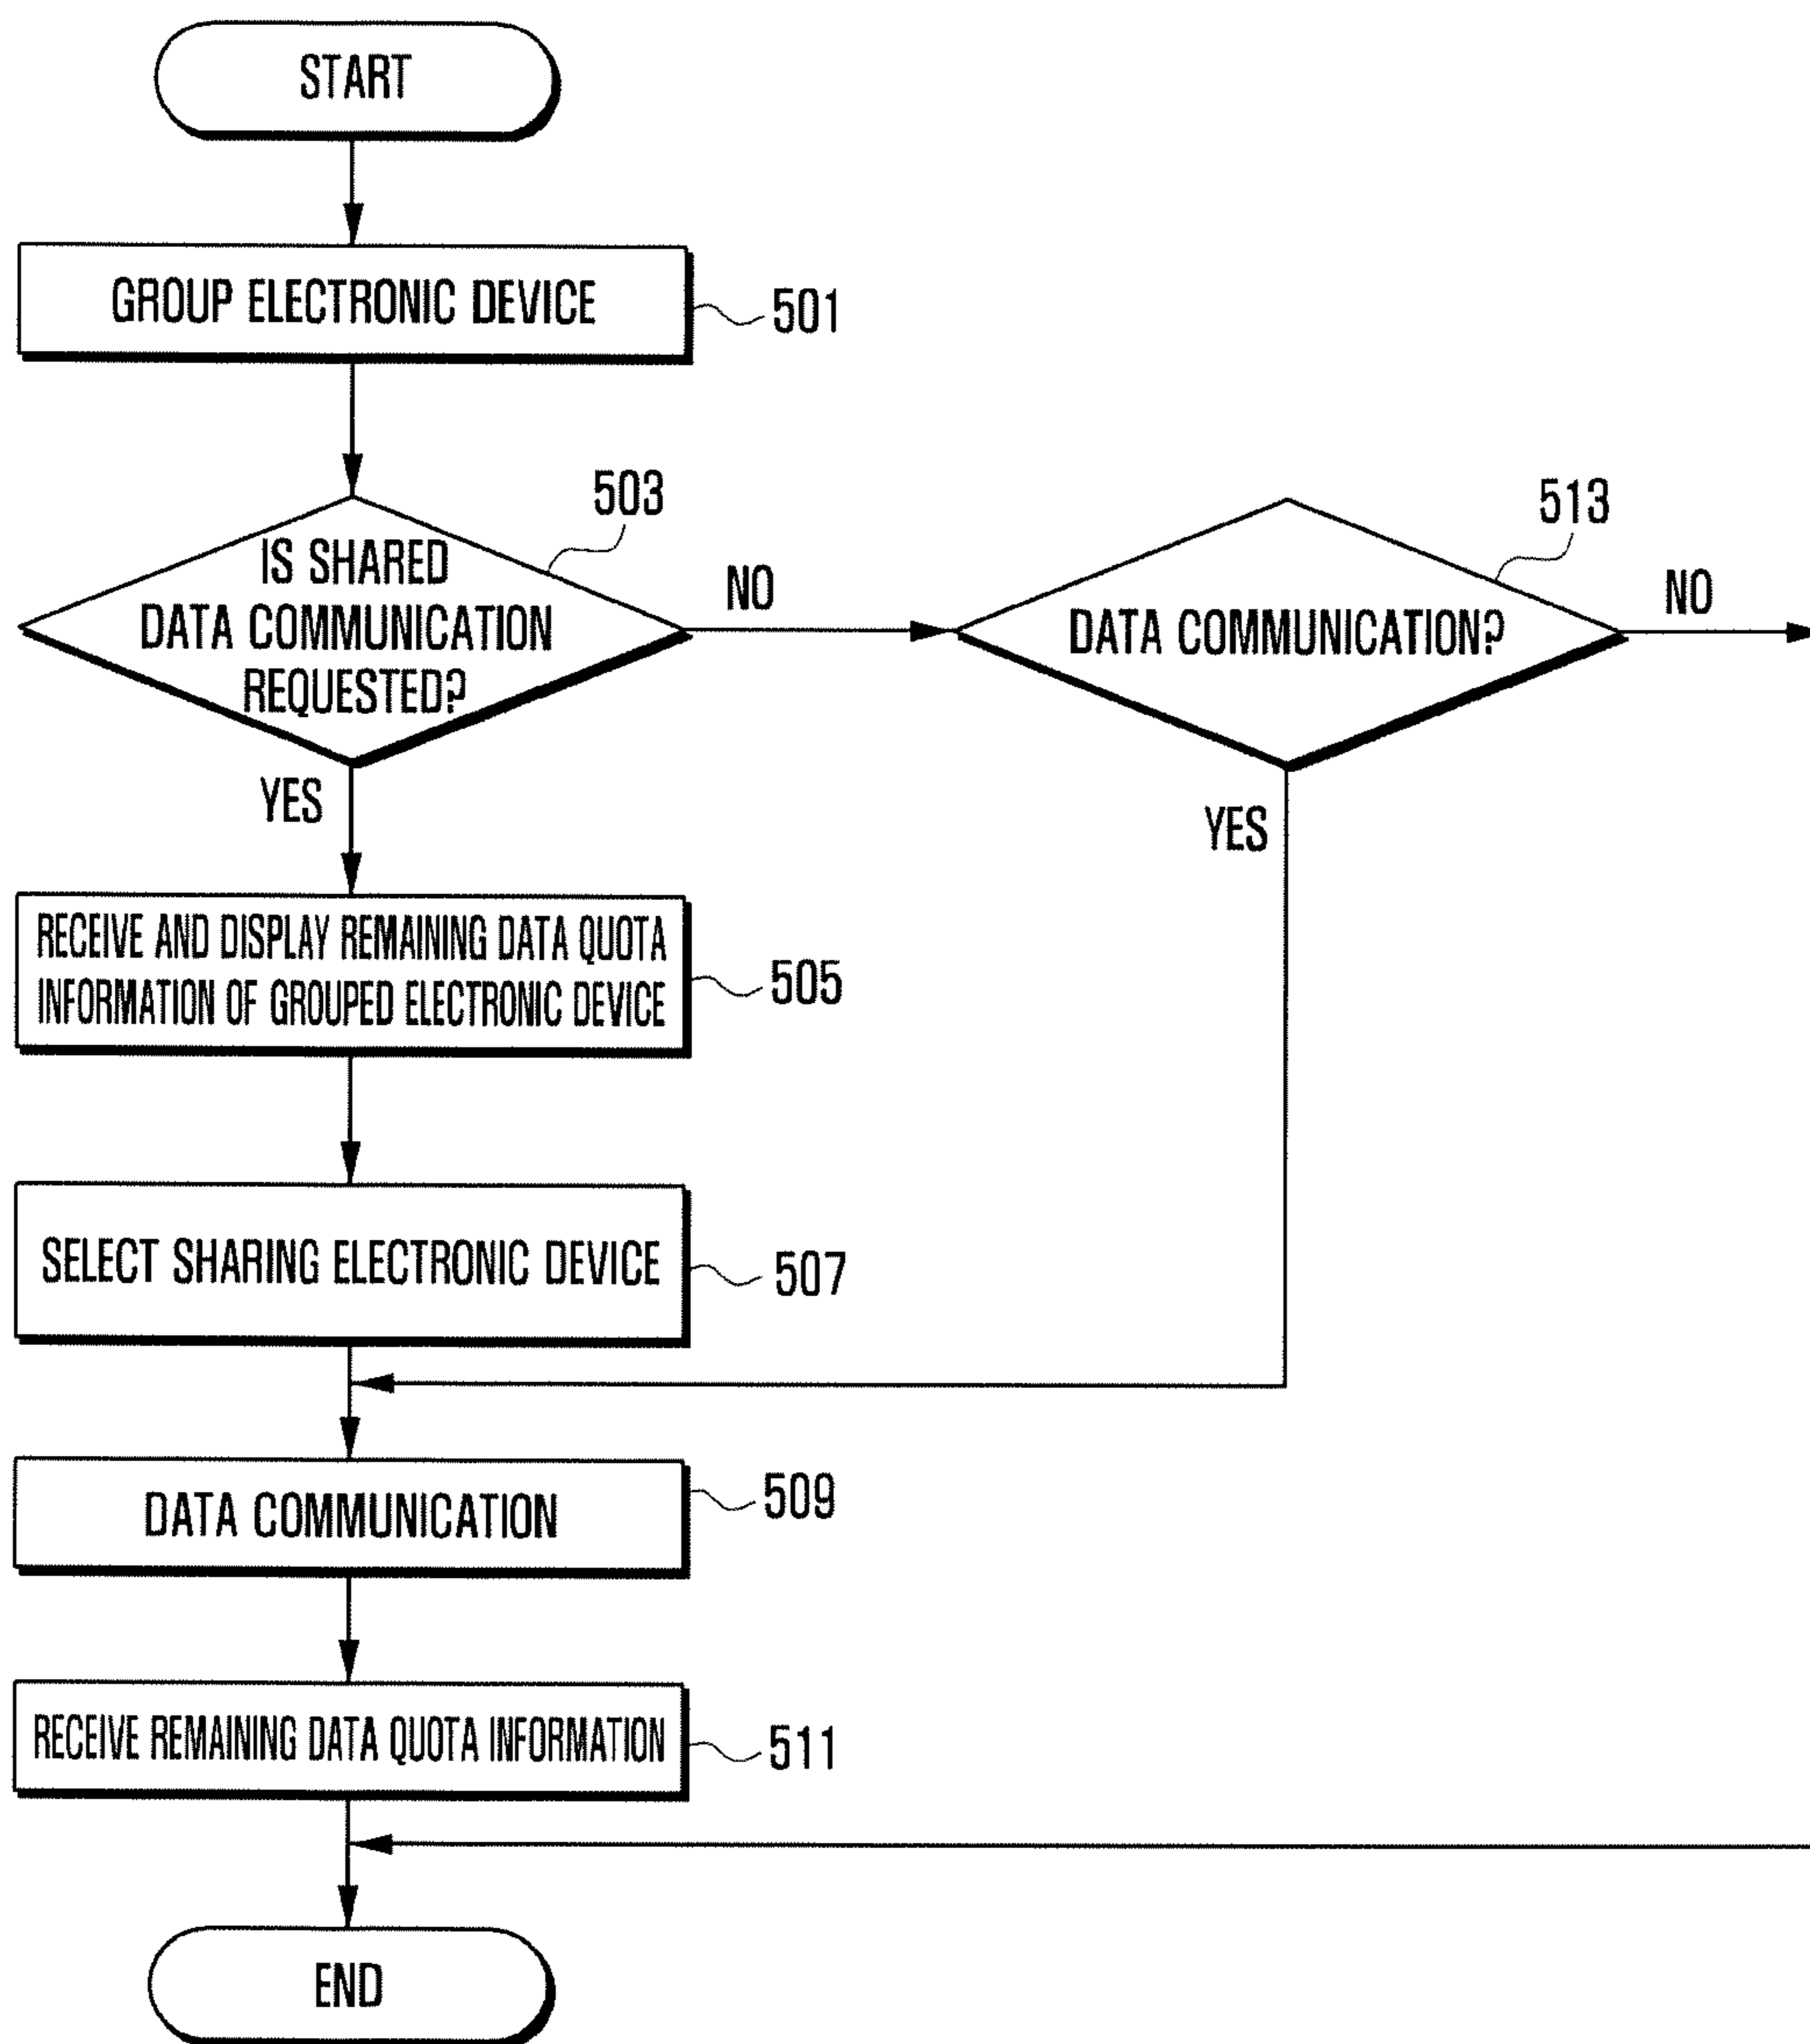 START
GROUP ELECTRONIC DEVICE
501
503
IS SHARED
DATA COMMUNICATION
REQUESTED?
NO
513
DATA COMMUNICATION?
NO
YES
YES
RECEIVE AND DISPLAY REMAINING DATA QUOTA
INFORMATION OF GROUPED ELECTRONIC DEVICE
505
SELECT SHARING ELECTRONIC DEVICE
507
DATA COMMUNICATION
509
RECEIVE REMAINING DATA QUOTA INFORMATION
511
END